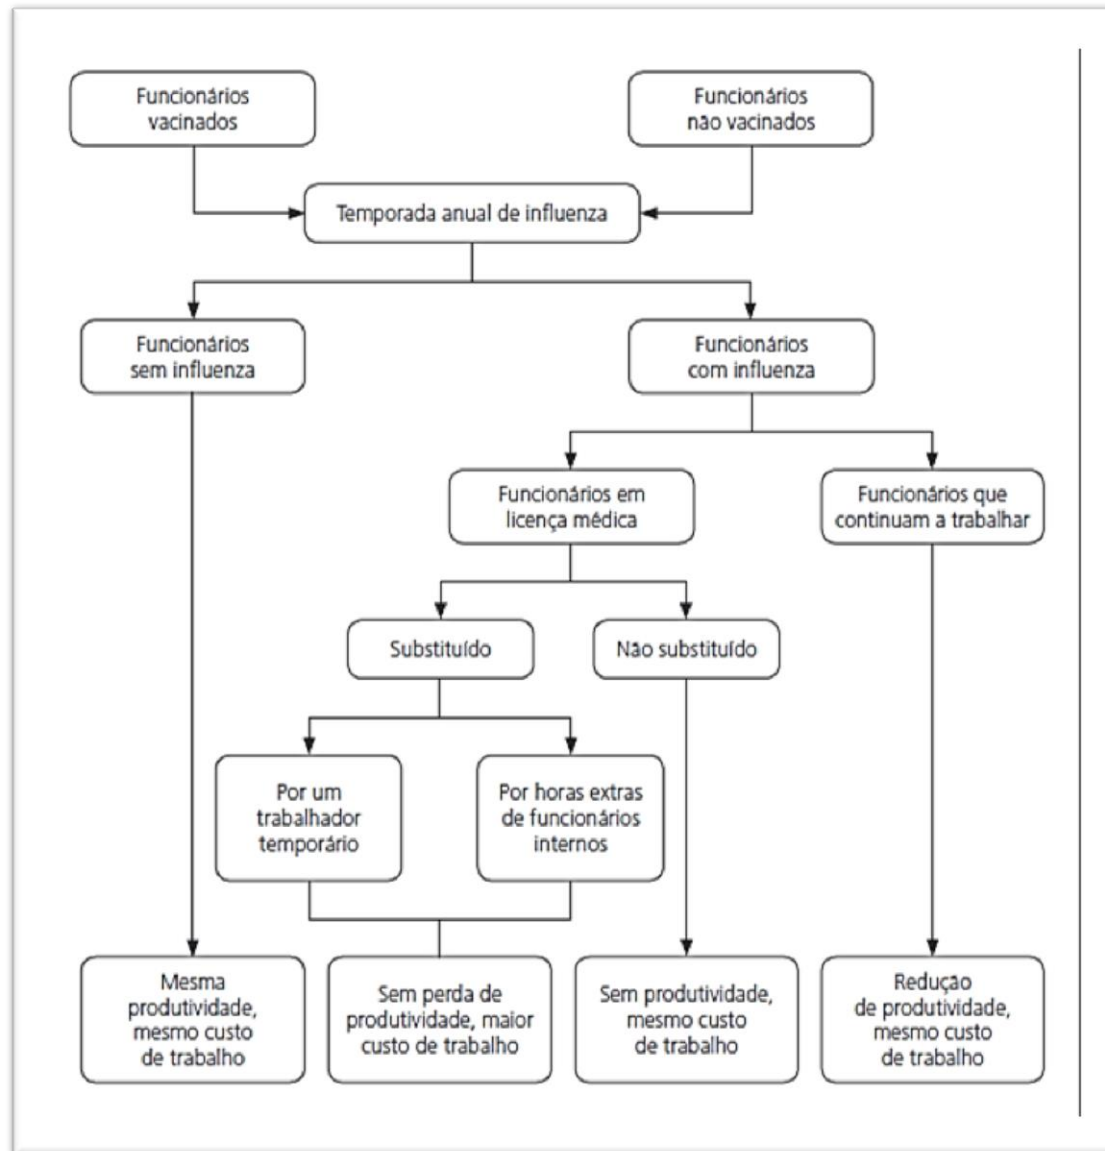 Funcionários
vacinados
Funcionários
não vacinados
Temporada anual de influenza
Funcionários
sem influenza
Funcionários
com influenza
Funcionários em
licença médica
Funcionários que
continuam a trabalhar
Substituído
Não substituído
Por um
trabalhador
temporário
Por horas extras
de funcionários
internos
Mesma
produtividade,
mesmo custo
de trabalho
Sem perda de
produtividade, maior
custo de trabalho
Sem produtividade,
mesmo custo
de trabalho
Redução
de produtividade,
mesmo custo
de trabalho